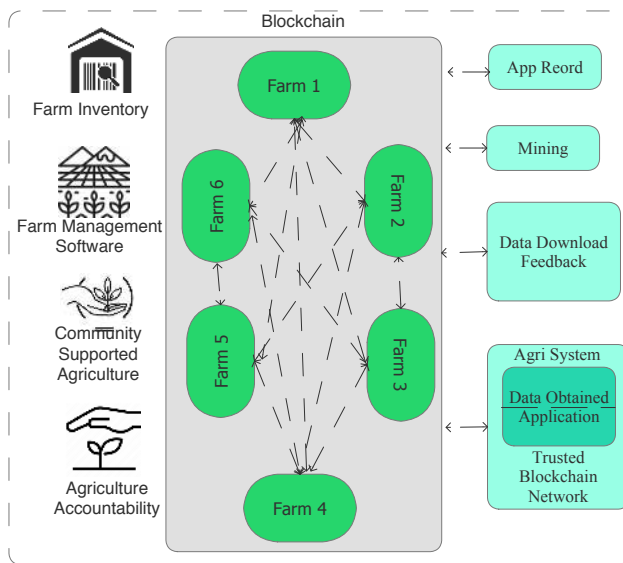 Blockchain
Farm Inventory
Farm Management
Software
Community
Supported
Agriculture
Agriculture
Accountability
Farm 1
Farm 6
Farm 2
Farm 5
Farm 3
Farm 4
App Reord
Mining
Data Download
Feedback
Agri System
Data Obtained
Application
Trusted
Blockchain
Network